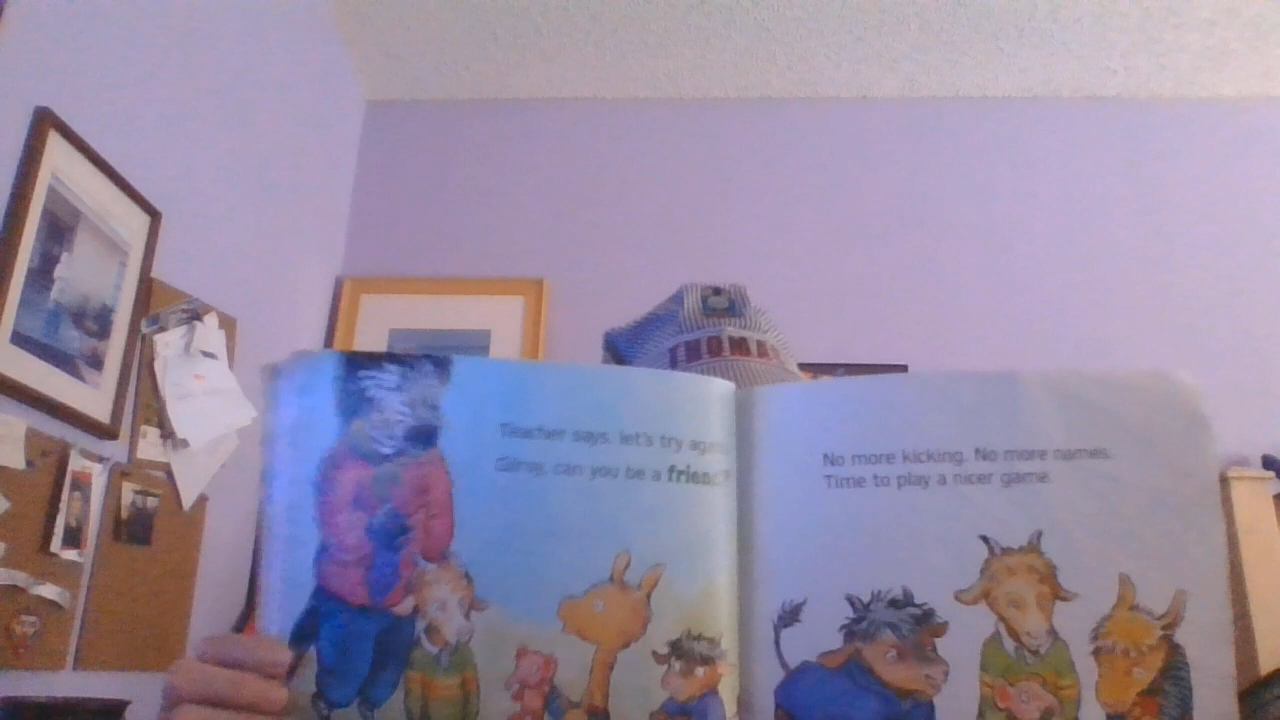 THOMA
Teacher says, let's try again.
Gilroy, can you be a friend?
No more kicking. No more names.
Time to play a nicer game.